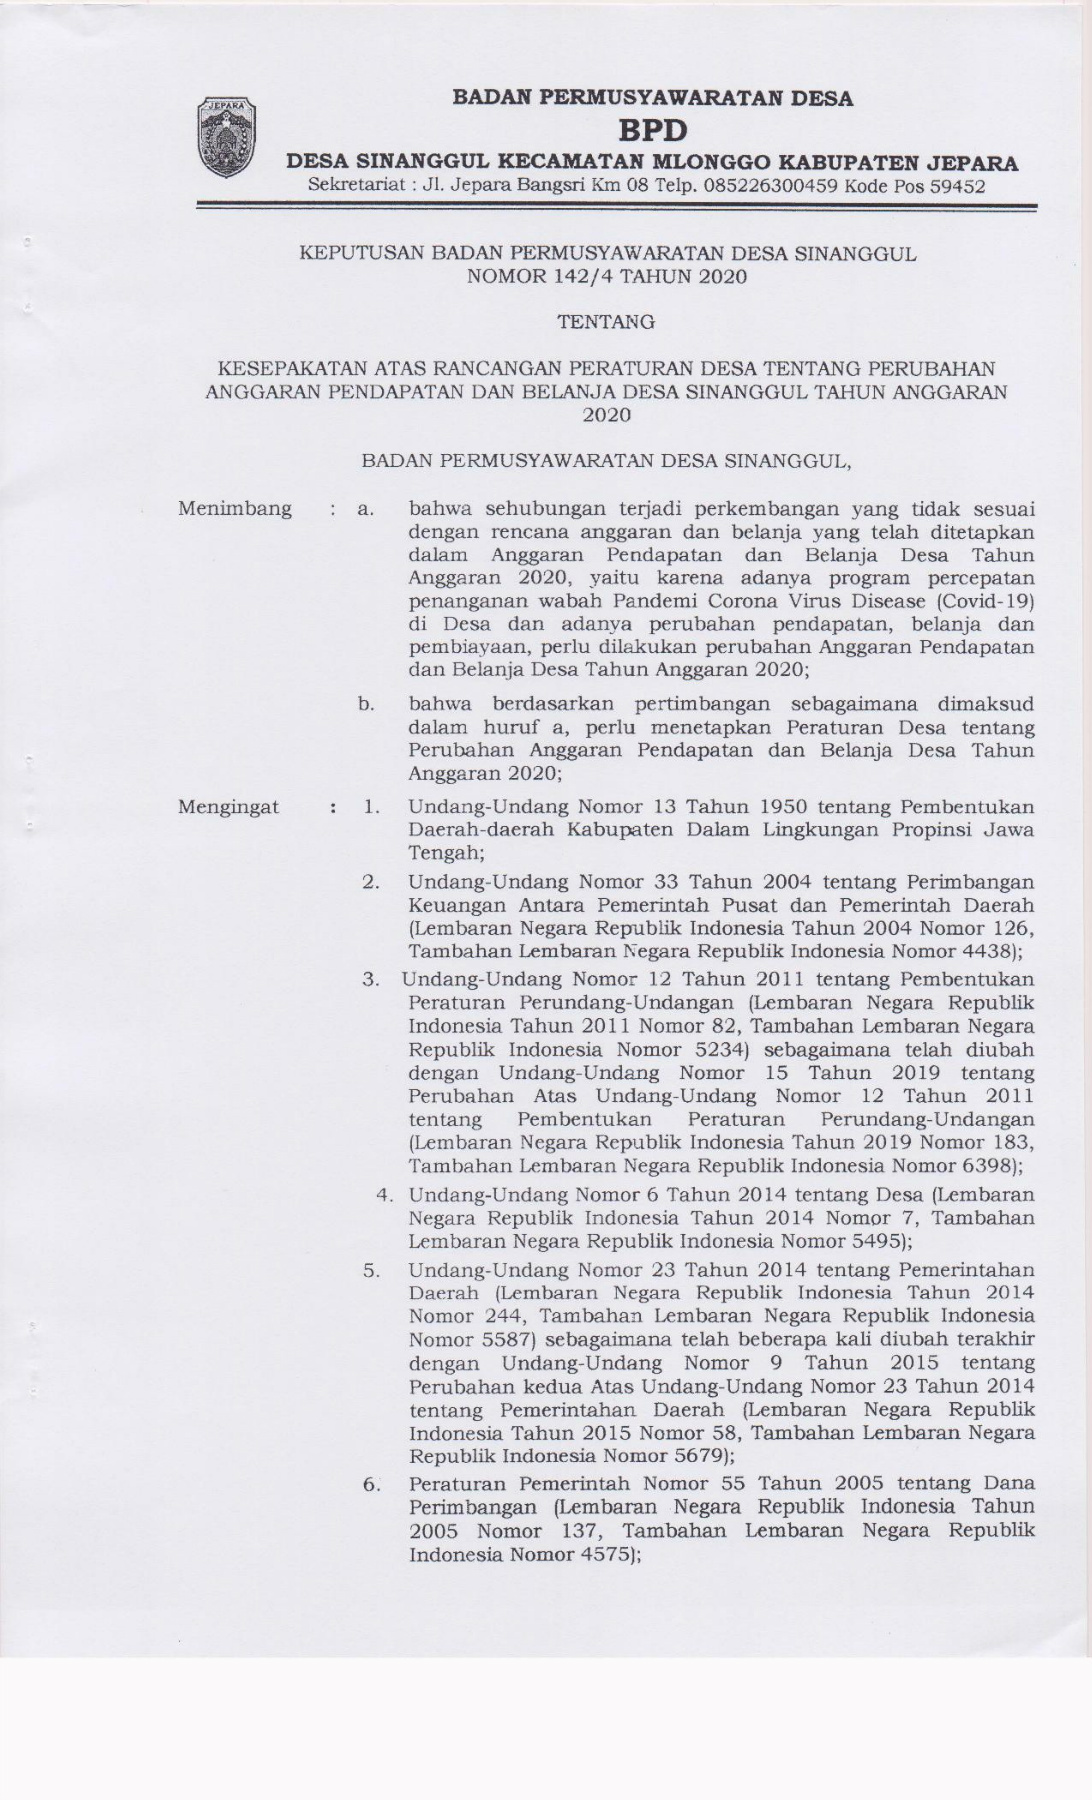 JEPARA
BADAN PERMUSYAWARATAN DESA
BPD
DESA SINANGGUL KECAMATAN MLONGGO KABUPATEN JEPARA
Sekretariat : Jl. Jepara Bangsri Km 08 Telp. 085226300459 Kode Pos 59452
KEPUTUSAN BADAN PERMUSYAWARATAN DESA SINANGGUL
NOMOR 142/4 TAHUN 2020
TENTANG
KESEPAKATAN ATAS RANCANGAN PERATURAN DESA TENTANG PERUBAHAN
ANGGARAN PENDAPATAN DAN BELANJA DESA SINANGGUL TAHUN ANGGARAN
2020
BADAN PERMUSYAWARATAN DESA SINANGGUL,
Menimbang : a. bahwa sehubungan terjadi perkembangan yang tidak sesuai
dengan rencana anggaran dan belanja yang telah ditetapkan
dalam Anggaran Pendapatan dan Belanja Desa Tahun
Anggaran 2020, yaitu karena adanya program percepatan
penanganan wabah Pandemi Corona Virus Disease (Covid-19)
di Desa dan adanya perubahan pendapatan, belanja dan
pembiayaan, perlu dilakukan perubahan Anggaran Pendapatan
dan Belanja Desa Tahun Anggaran 2020;
b. bahwa berdasarkan pertimbangan sebagaimana dimaksud
dalam huruf a, perlu menetapkan Peraturan Desa tentang
Perubahan Anggaran Pendapatan dan Belanja Desa Tahun
Anggaran 2020;
Mengingat : 1. Undang-Undang Nomor 13 Tahun 1950 tentang Pembentukan
Daerah-daerah Kabupaten Dalam Lingkungan Propinsi Jawa
Tengah;
2. Undang-Undang Nomor 33 Tahun 2004 tentang Perimbangan
Keuangan Antara Pemerintah Pusat dan Pemerintah Daerah
(Lembaran Negara Republik Indonesia Tahun 2004 Nomor 126,
Tambahan Lembaran Negara Republik Indonesia Nomor 4438);
3. Undang-Undang Nomor 12 Tahun 2011 tentang Pembentukan
Peraturan Perundang-Undangan (Lembaran Negara Republik
Indonesia Tahun 2011 Nomor 82, Tambahan Lembaran Negara
Republik Indonesia Nomor 5234) sebagaimana telah diubah
dengan Undang-Undang Nomor 15 Tahun 2019 tentang
Perubahan Atas Undang-Undang Nomor 12 Tahun 2011
tentang Pembentukan Peraturan Perundang-Undangan
(Lembaran Negara Republik Indonesia Tahun 2019 Nomor 183,
Tambahan Lembaran Negara Republik Indonesia Nomor 6398);
4. Undang-Undang Nomor 6 Tahun 2014 tentang Desa (Lembaran
Negara Republik Indonesia Tahun 2014 Nomor 7, Tambahan
Lembaran Negara Republik Indonesia Nomor 5495);
5. Undang-Undang Nomor 23 Tahun 2014 tentang Pemerintahan
Daerah (Lembaran Negara Republik Indonesia Tahun 2014
Nomor 244, Tambahan Lembaran Negara Republik Indonesia
Nomor 5587) sebagaimana telah beberapa kali diubah terakhir
dengan Undang-Undang Nomor 9 Tahun 2015 tentang
Perubahan kedua Atas Undang-Undang Nomor 23 Tahun 2014
tentang Pemerintahan Daerah (Lembaran Negara Republik
Indonesia Tahun 2015 Nomor 58, Tambahan Lembaran Negara
Republik Indonesia Nomor 5679);
6. Peraturan Pemerintah Nomor 55 Tahun 2005 tentang Dana
Perimbangan (Lembaran Negara Republik Indonesia Tahun
2005 Nomor 137, Tambahan Lembaran Negara Republik
Indonesia Nomor 4575);